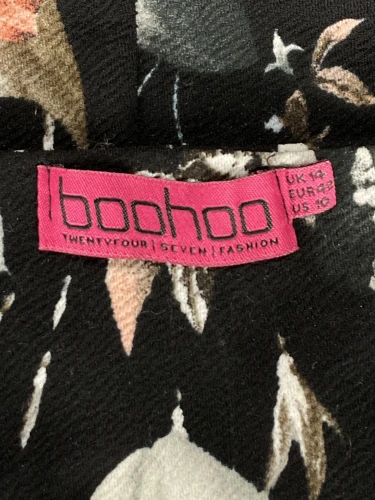 boohoo
TWENTYFOUR | SEVEN | FASHION
UK 14
EUR 42
US 10